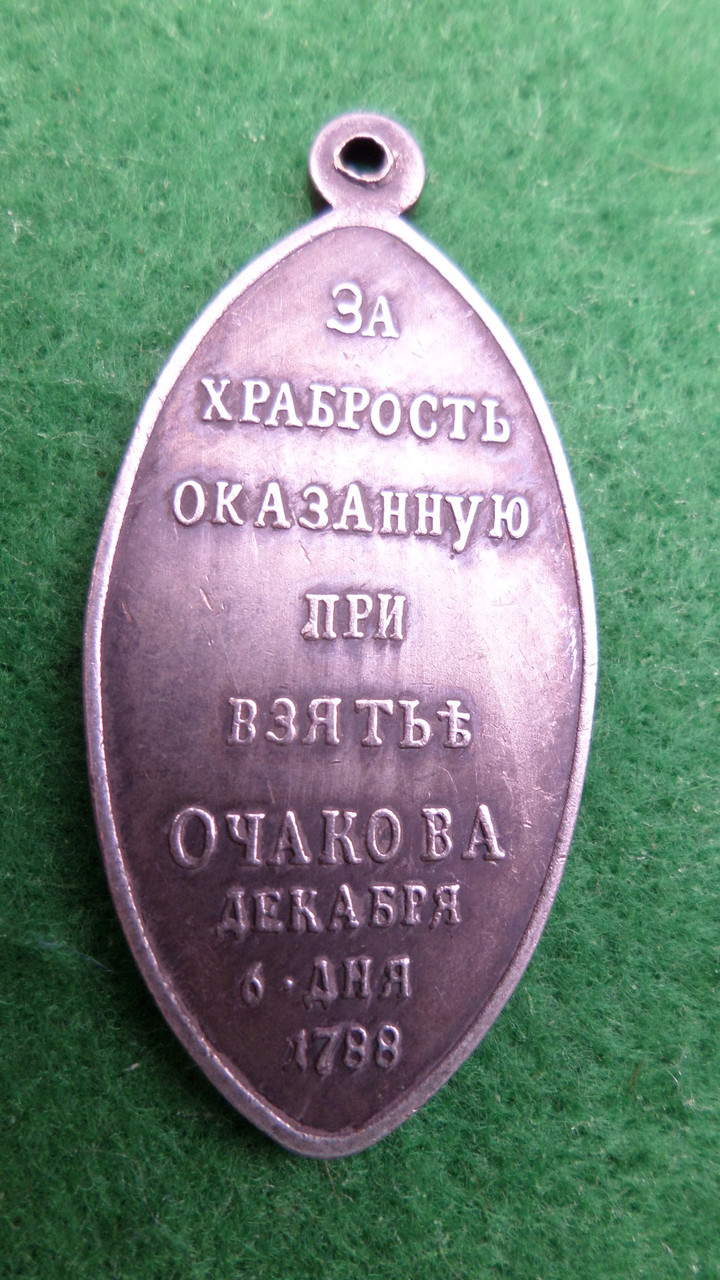 ЗА
ХРАБРОСТЬ
ОКАЗАННУЮ
ПРИ
ВЗЯТЬѢ
ОЧАКОВА
ДЕКАБРЯ
6 · ДНЯ
1788